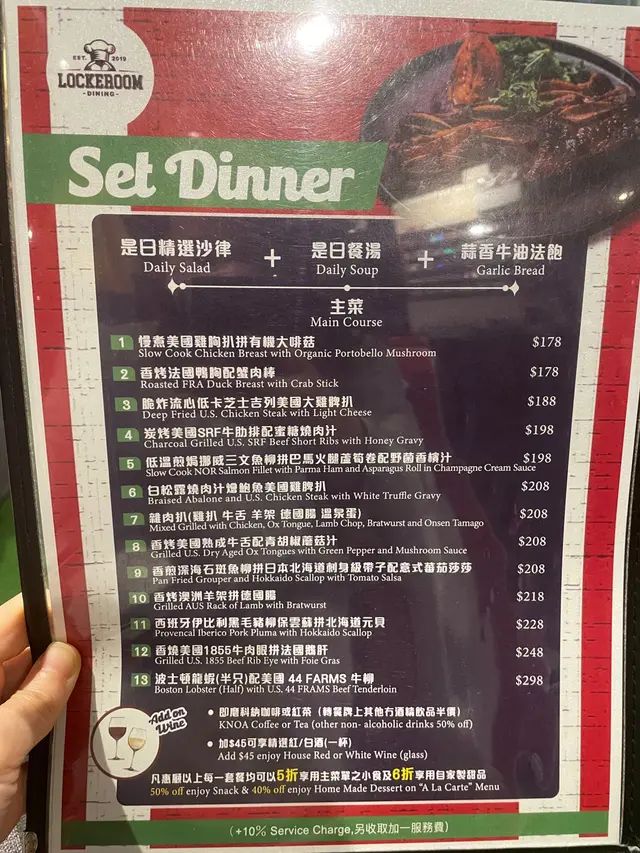 EST. 2019
LOCKEROOM
- DINING -
Set Dinner
是日精選沙律 + 是日餐湯 + 蒜香牛油法飽
Daily Salad Daily Soup Garlic Bread
主菜
Main Course
1 慢煮美國雞胸扒拼有機大啡菇 $178
Slow Cook Chicken Breast with Organic Portobello Mushroom
2 香烤法國鴨胸配蟹肉棒 $178
Roasted FRA Duck Breast with Crab Stick
3 脆炸流心低卡芝士吉列美國大雞脾扒 $188
Deep Fried U.S. Chicken Steak with Light Cheese
4 炭烤美國SRF牛肋排配蜜糖燒肉汁 $198
Charcoal Grilled U.S. SRF Beef Short Ribs with Honey Gravy
5 低溫煎焗挪威三文魚柳拼巴馬火腿蘆筍卷配野菌香檳汁 $198
Slow Cook NOR Salmon Fillet with Parma Ham and Asparagus Roll in Champagne Cream Sauce
6 白松露燒肉汁燴鮑魚美國雞脾扒 $208
Braised Abalone and U.S. Chicken Steak with White Truffle Gravy
7 雜肉扒(雞扒 牛舌 羊架 德國腸 溫泉蛋) $208
Mixed Grilled with Chicken, Ox Tongue, Lamb Chop, Bratwurst and Onsen Tamago
8 香烤美國熟成牛舌配青胡椒蘑菇汁 $208
Grilled U.S. Dry Aged Ox Tongues with Green Pepper and Mushroom Sauce
9 香煎深海石斑魚柳拼日本北海道刺身級帶子配意式蕃茄莎莎 $208
Pan Fried Grouper and Hokkaido Scallop with Tomato Salsa
10 香烤澳洲羊架拼德國腸 $218
Grilled AUS Rack of Lamb with Bratwurst
11 西班牙伊比利黑毛豬柳保雲蘇拼北海道元貝 $228
Provencal Iberico Pork Pluma with Hokkaido Scallop
12 香燒美國1855牛肉眼拼法國鵝肝 $248
Grilled U.S. 1855 Beef Rib Eye with Foie Gras
13 波士頓龍蝦(半只)配美國 44 FARMS 牛柳 $298
Boston Lobster (Half) with U.S. 44 FRAMS Beef Tenderloin
Add on
Wine
• 即磨科納咖啡或紅茶（轉餐牌上其他冇酒精飲品半價）
KNOA Coffee or Tea (other non- alcoholic drinks 50% off)
• 加$45可享精選紅/白酒(一杯)
Add $45 enjoy House Red or White Wine (glass)
凡惠顧以上每一套餐均可以5折享用主菜單之小食及6折享用自家製甜品
50% off enjoy Snack & 40% off enjoy Home Made Dessert on "A La Carte" Menu
(+10% Service Charge,另收取加一服務費)